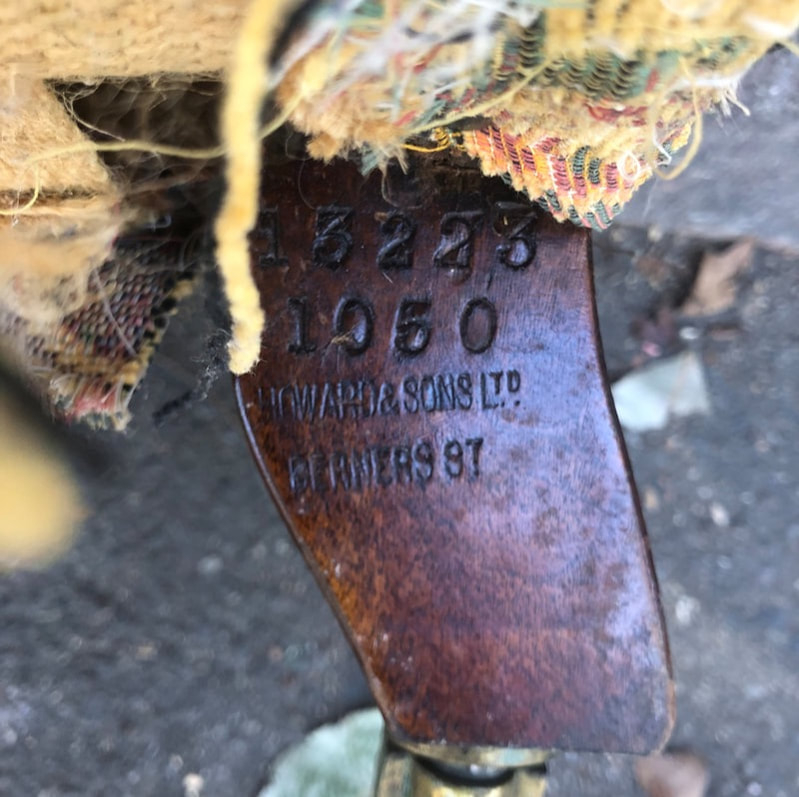 13223
1050
HOWARD & SONS LTD
BERNERS ST